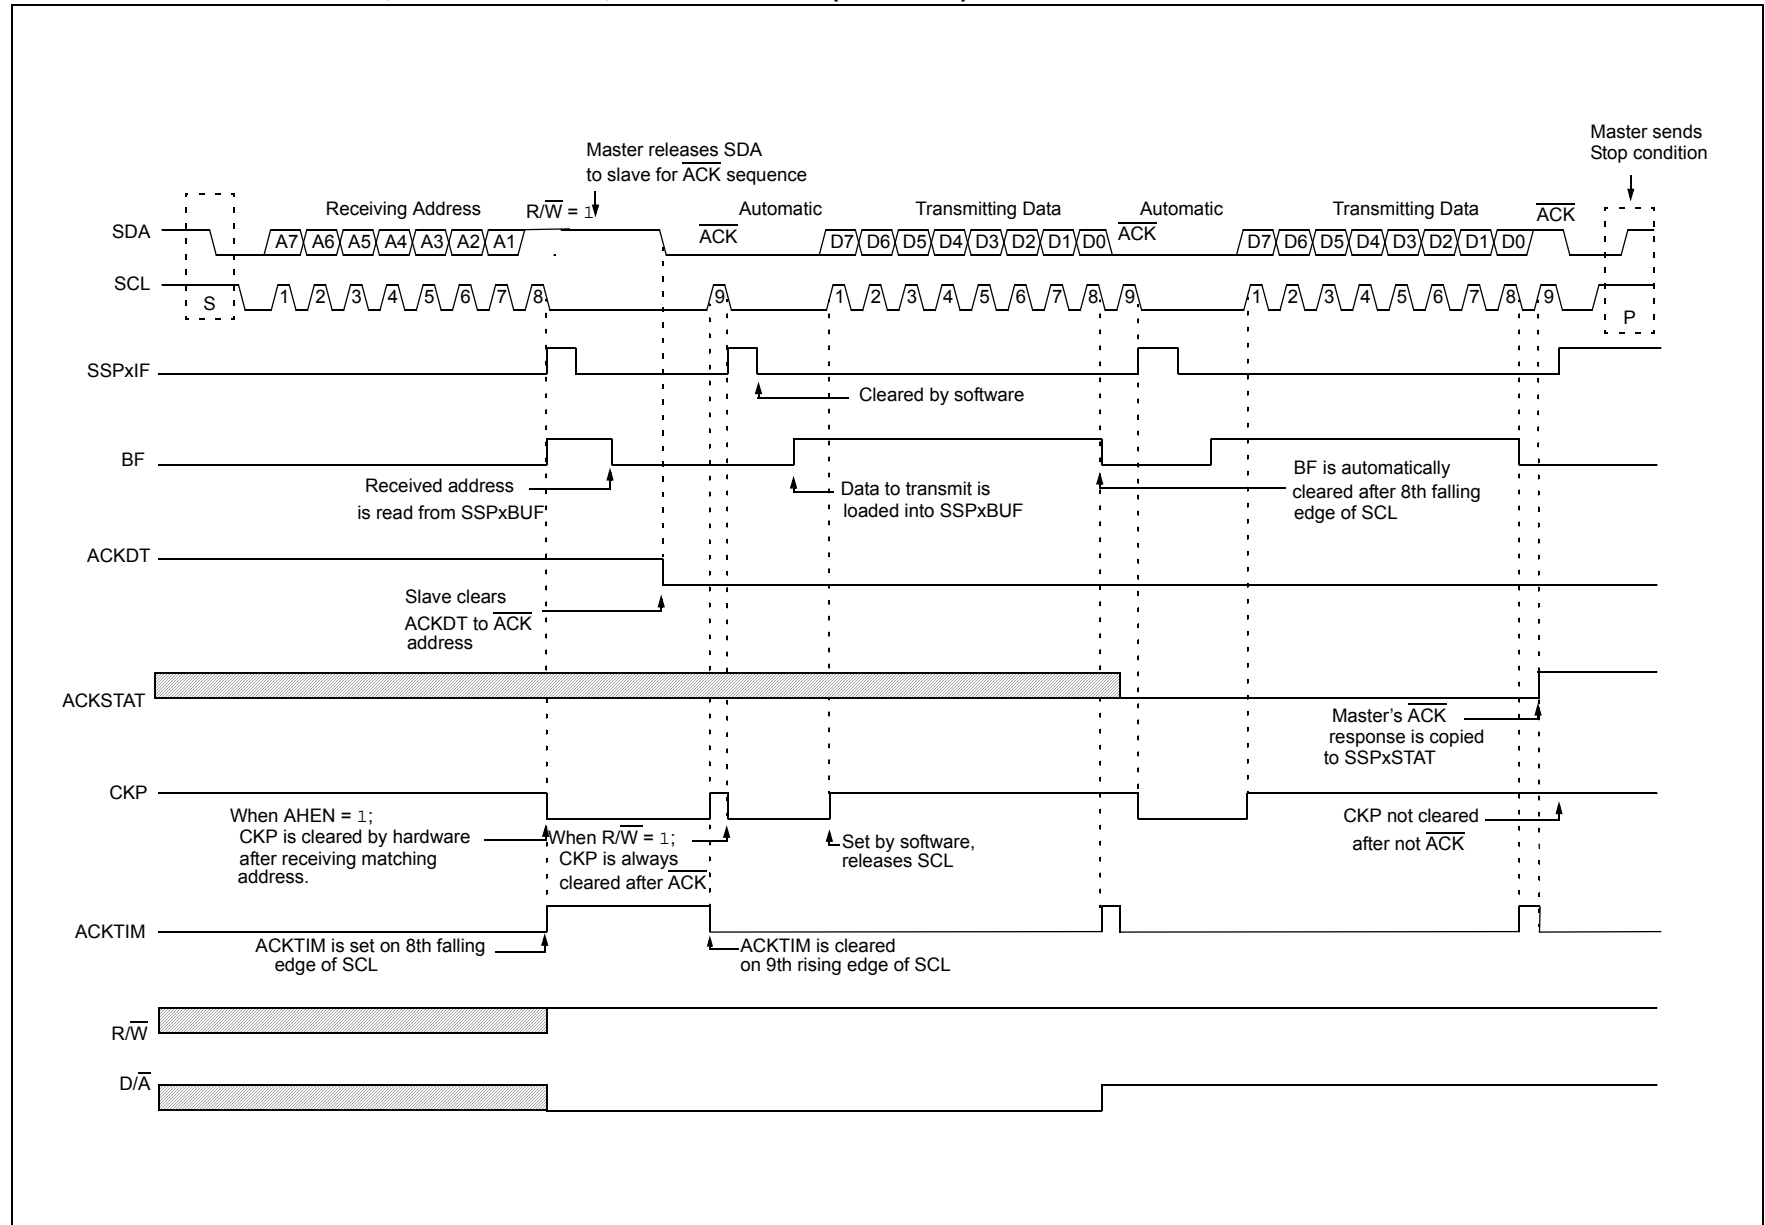 Master sends
Stop condition
Master releases SDA
to slave for A̅C̅K̅ sequence
Receiving Address
R/W̅ = 1
Automatic
Transmitting Data
Automatic
Transmitting Data
A̅C̅K̅
SDA
A7 A6 A5 A4 A3 A2 A1
A̅C̅K̅
D7 D6 D5 D4 D3 D2 D1 D0
A̅C̅K̅
D7 D6 D5 D4 D3 D2 D1 D0
SCL
S
1 2 3 4 5 6 7 8
9
1 2 3 4 5 6 7 8 9
1 2 3 4 5 6 7 8 9
P
SSPxIF
Cleared by software
BF
Received address
is read from SSPxBUF
Data to transmit is
loaded into SSPxBUF
BF is automatically
cleared after 8th falling
edge of SCL
ACKDT
Slave clears
ACKDT to A̅C̅K̅
address
ACKSTAT
Master's A̅C̅K̅
response is copied
to SSPxSTAT
CKP
When AHEN = 1;
CKP is cleared by hardware
after receiving matching
address.
When R/W̅ = 1;
CKP is always
cleared after A̅C̅K̅
Set by software,
releases SCL
CKP not cleared
after not A̅C̅K̅
ACKTIM
ACKTIM is set on 8th falling
edge of SCL
ACKTIM is cleared
on 9th rising edge of SCL
R/W̅
D/A̅